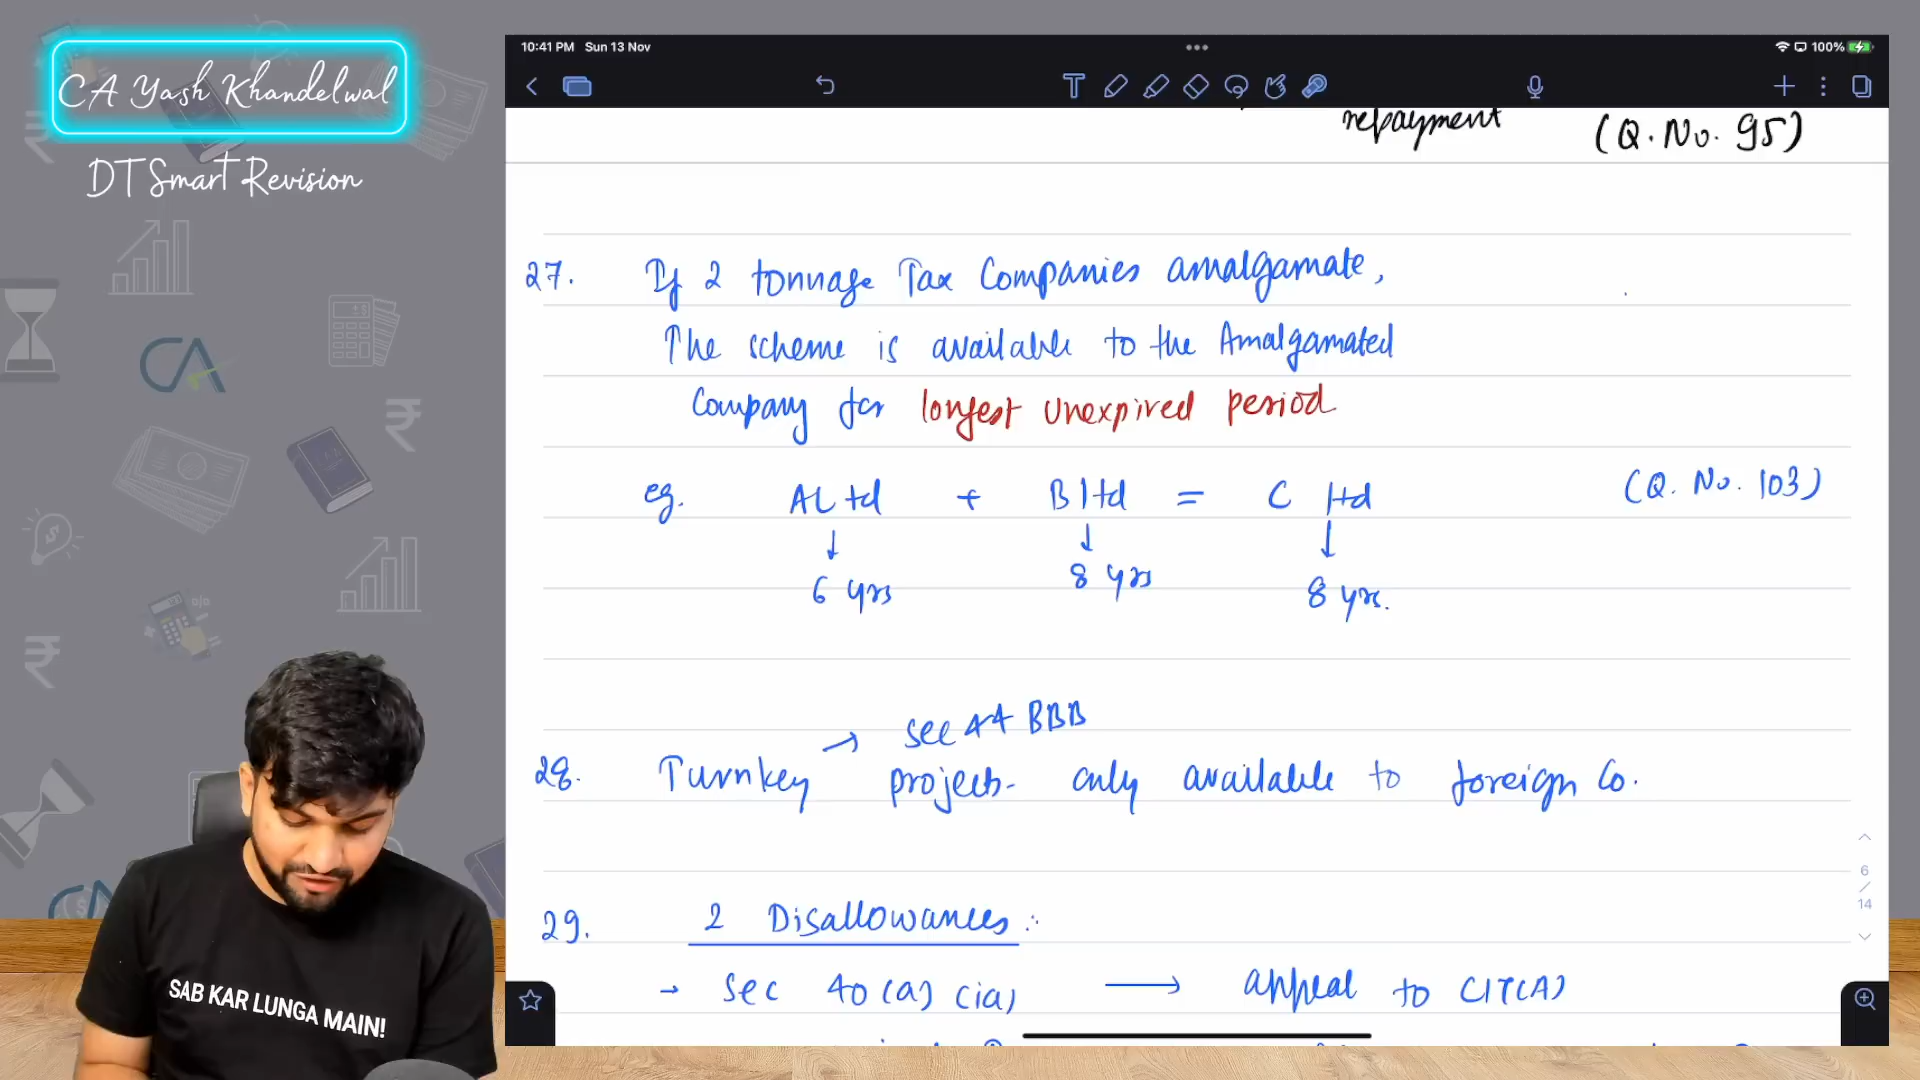 CA Yash Khandelwal
DT Smart Revision
10:41 PM Sun 13 Nov
100%
repayment (Q. No. 95)
27. If 2 tonnage Tax Companies amalgamate,
The scheme is available to the Amalgamated
Company for longest unexpired period
eg. A Ltd + B Ltd = C Ltd (Q. No. 103)
6 yrs 8 yrs 8 yrs.
→ Sec 44 BBB
28. Turnkey projects - only available to foreign Co.
29. 2 Disallowances :-
- Sec 40(a)(ia) → appeal to CIT(A)
6
/
14
SAB KAR LUNGA MAIN!